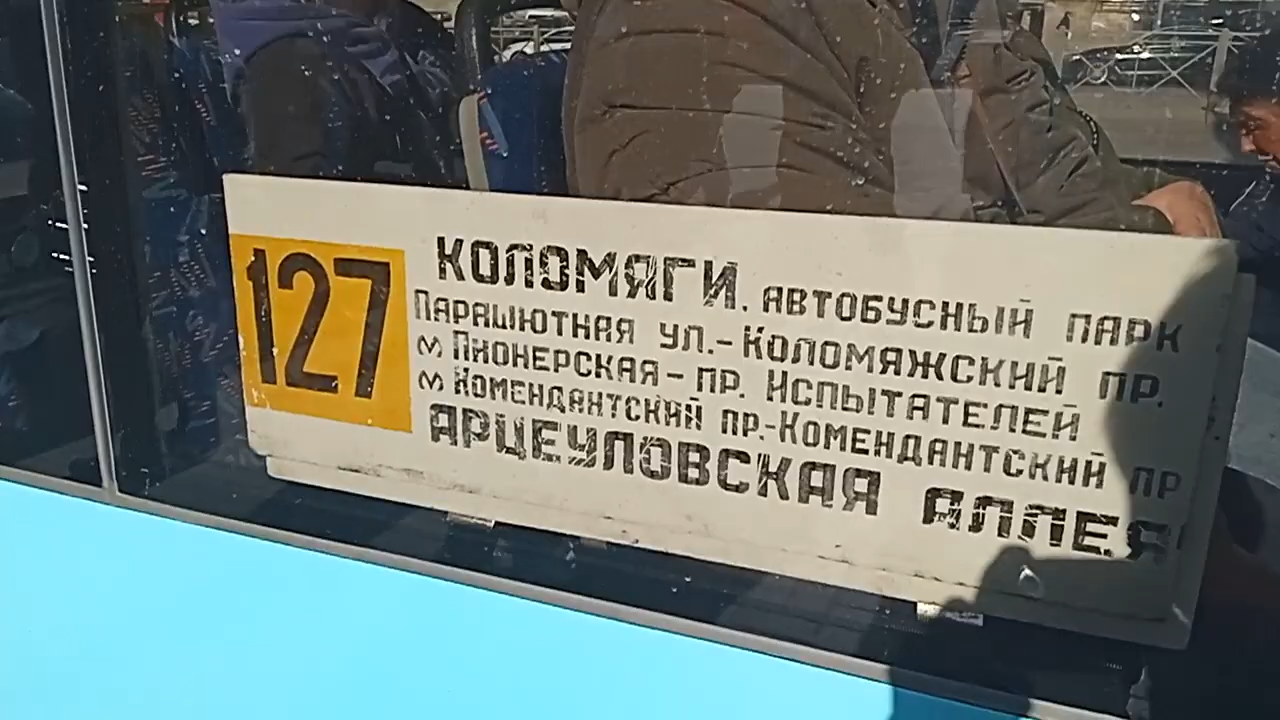 127
КОЛОМЯГИ, АВТОБУСНЫЙ ПАРК
ПАРАШЮТНАЯ УЛ.-КОЛОМЯЖСКИЙ ПР.
М ПИОНЕРСКАЯ-ПР. ИСПЫТАТЕЛЕЙ
М КОМЕНДАНТСКИЙ ПР-КОМЕНДАНТСКИЙ ПР
АРЦЕУЛОВСКАЯ АЛЛЕЯ